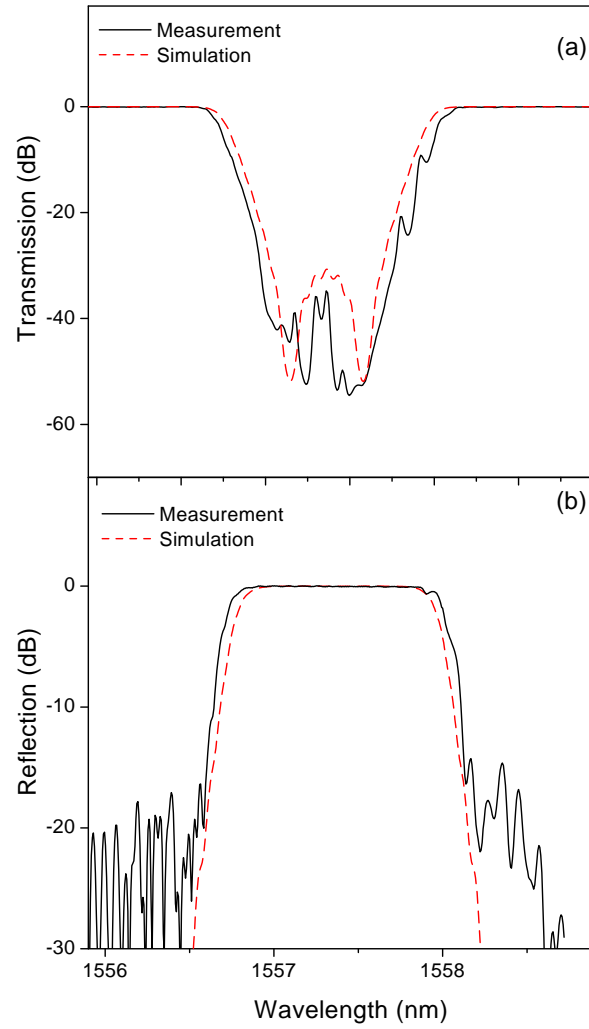 Measurement
Simulation
(a)
0
-20
-40
-60
Transmission (dB)
(b)
Measurement
Simulation
0
-10
-20
-30
Reflection (dB)
1556 1557 1558
Wavelength (nm)